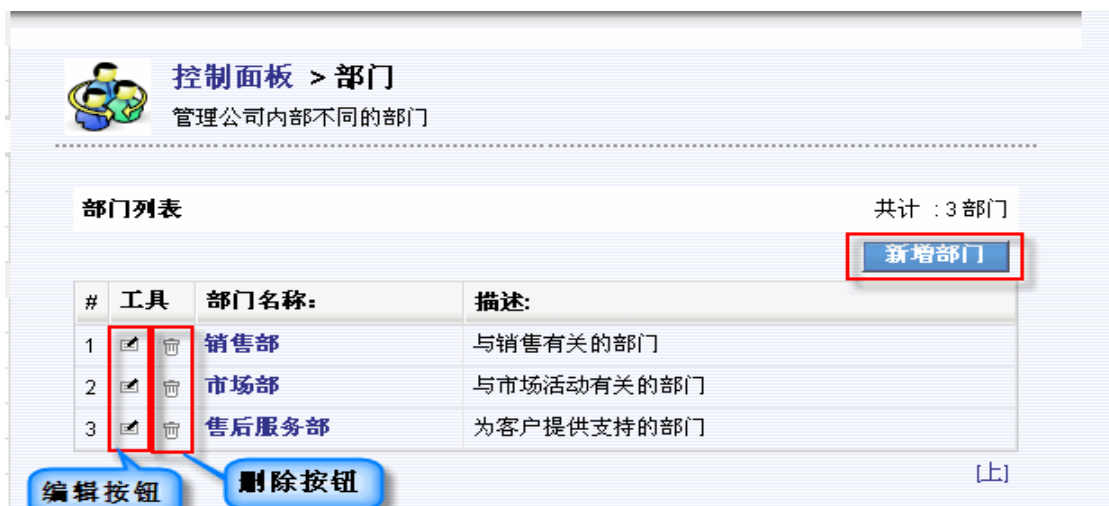 控制面板 > 部门
管理公司内部不同的部门
部门列表 共计 : 3 部门
新增部门
# 工具 部门名称: 描述:
1 销售部 与销售有关的部门
2 市场部 与市场活动有关的部门
3 售后服务部 为客户提供支持的部门
[上]
编辑按钮 删除按钮